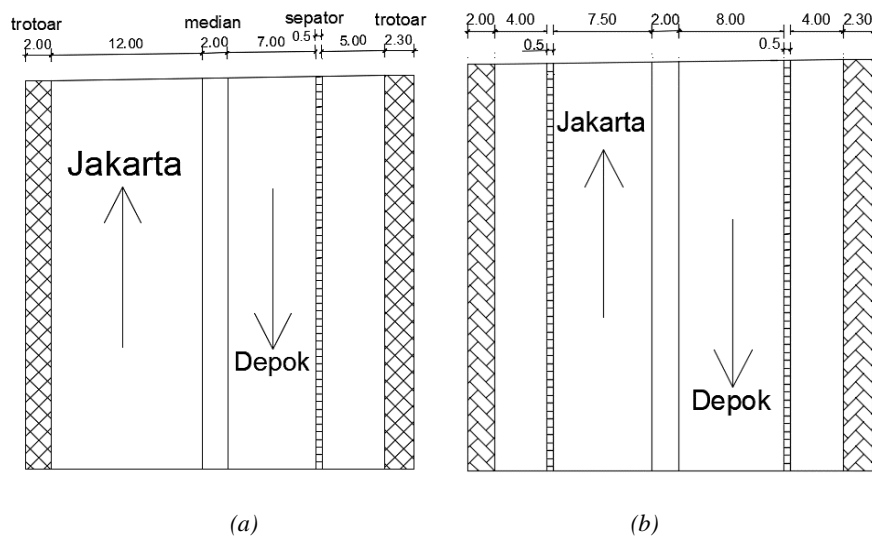 trotoar median sepator trotoar
2.00 12.00 2.00 7.00 0.5 5.00 2.30
Jakarta
Depok
(a)
2.00 4.00 7.50 2.00 8.00 4.00 2.30
0.5 0.5
Jakarta
Depok
(b)